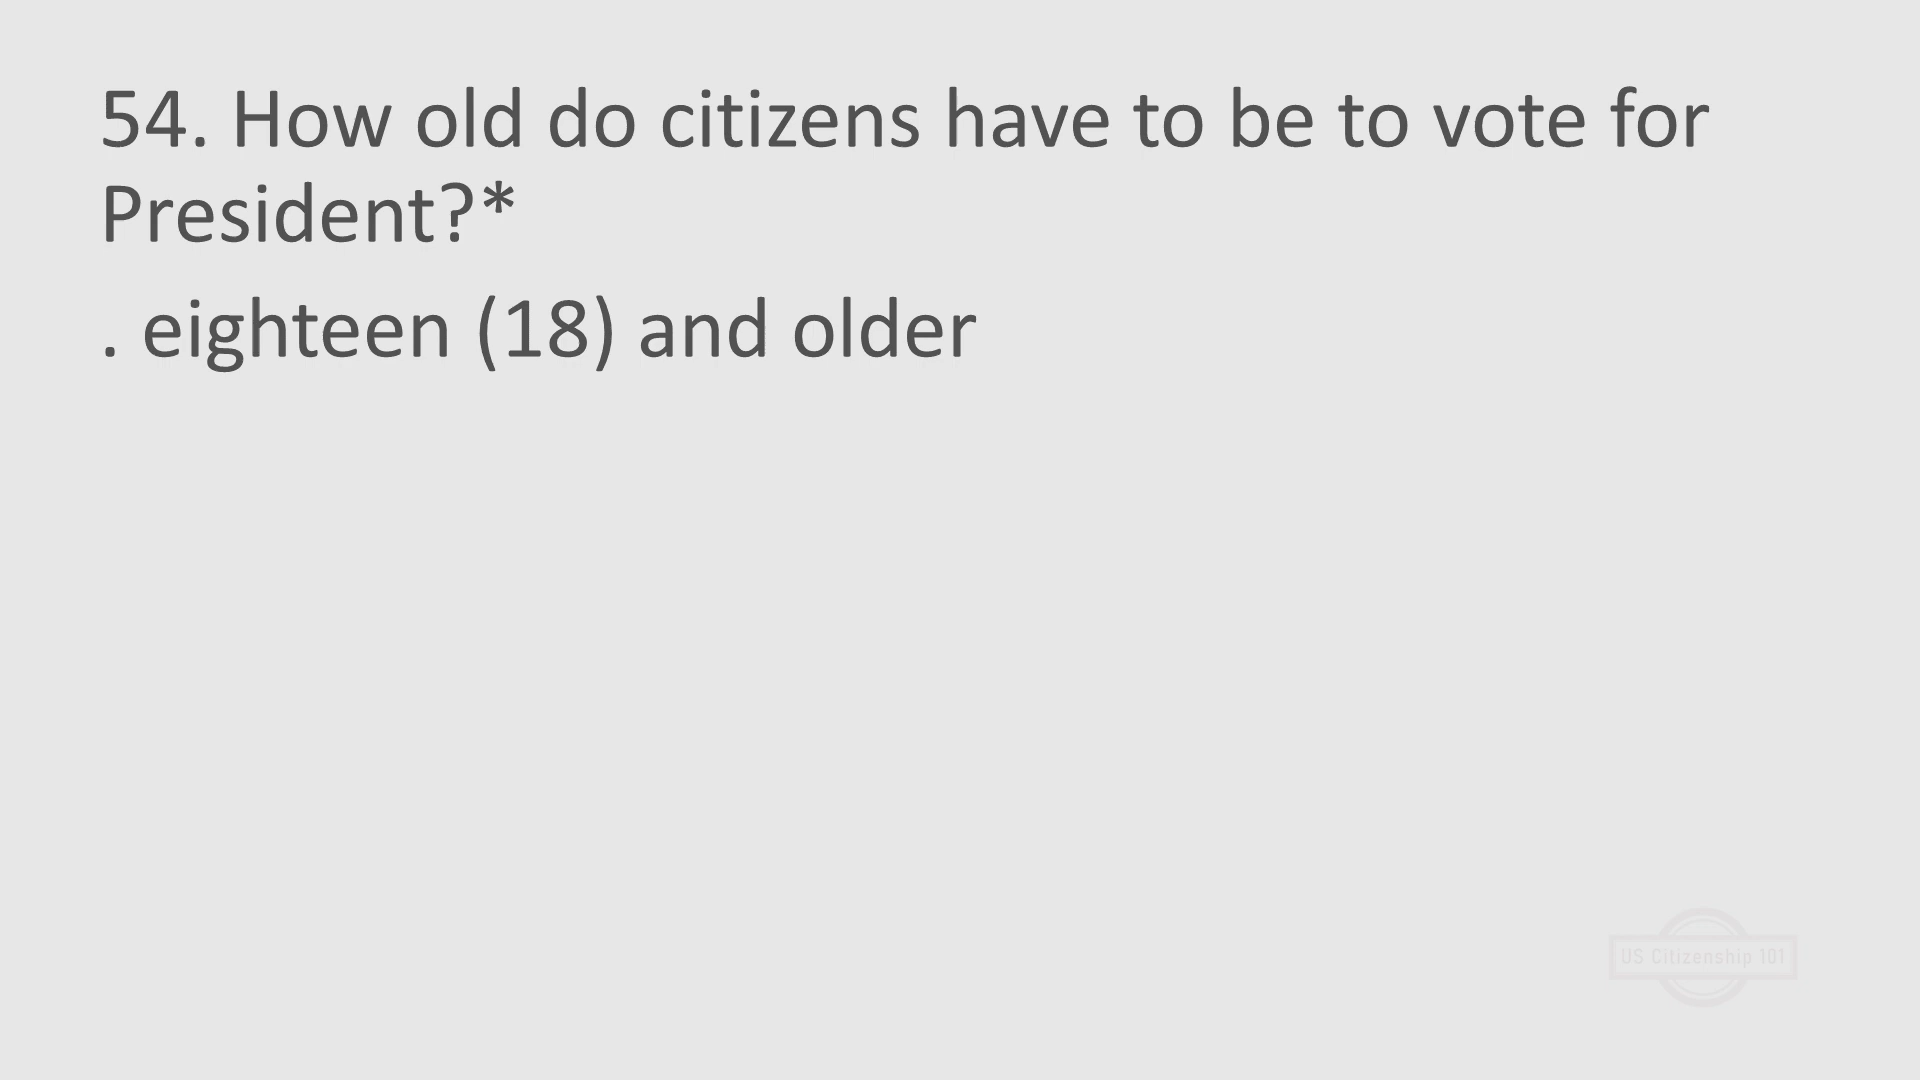 54. How old do citizens have to be to vote for
President?*
. eighteen (18) and older
US Citizenship 101